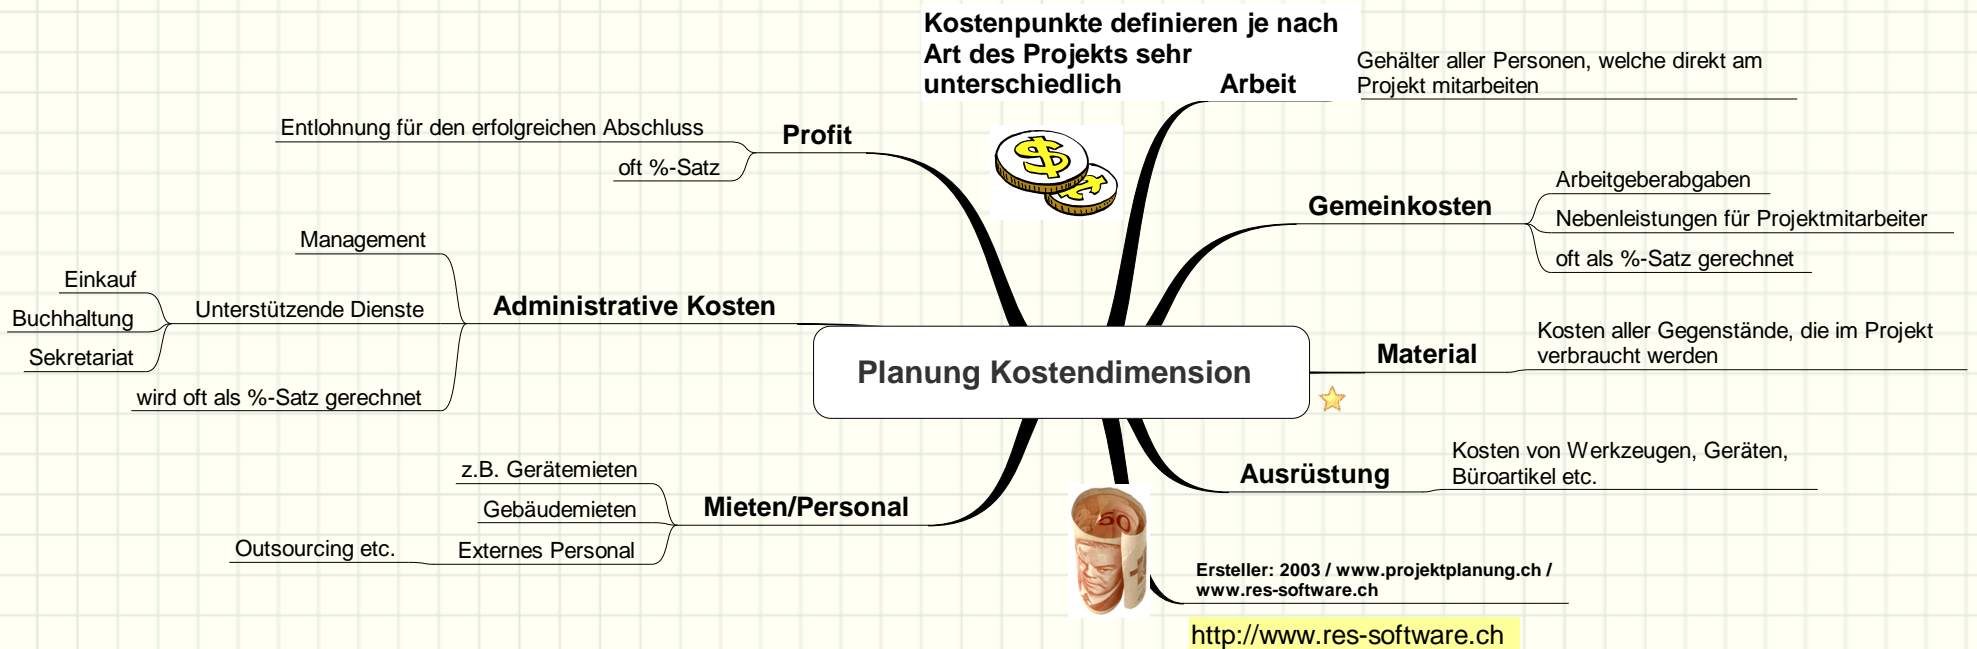 Kostenpunkte definieren je nach
Art des Projekts sehr
unterschiedlich
Arbeit
Gehälter aller Personen, welche direkt am
Projekt mitarbeiten
Gemeinkosten
Arbeitgeberabgaben
Nebenleistungen für Projektmitarbeiter
oft als %-Satz gerechnet
Material
Kosten aller Gegenstände, die im Projekt
verbraucht werden
Ausrüstung
Kosten von Werkzeugen, Geräten,
Büroartikel etc.
Ersteller: 2003 / www.projektplanung.ch /
www.res-software.ch
http://www.res-software.ch
Planung Kostendimension
Profit
Entlohnung für den erfolgreichen Abschluss
oft %-Satz
Administrative Kosten
Management
Unterstützende Dienste
Einkauf
Buchhaltung
Sekretariat
wird oft als %-Satz gerechnet
Mieten/Personal
z.B. Gerätemieten
Gebäudemieten
Externes Personal
Outsourcing etc.
50